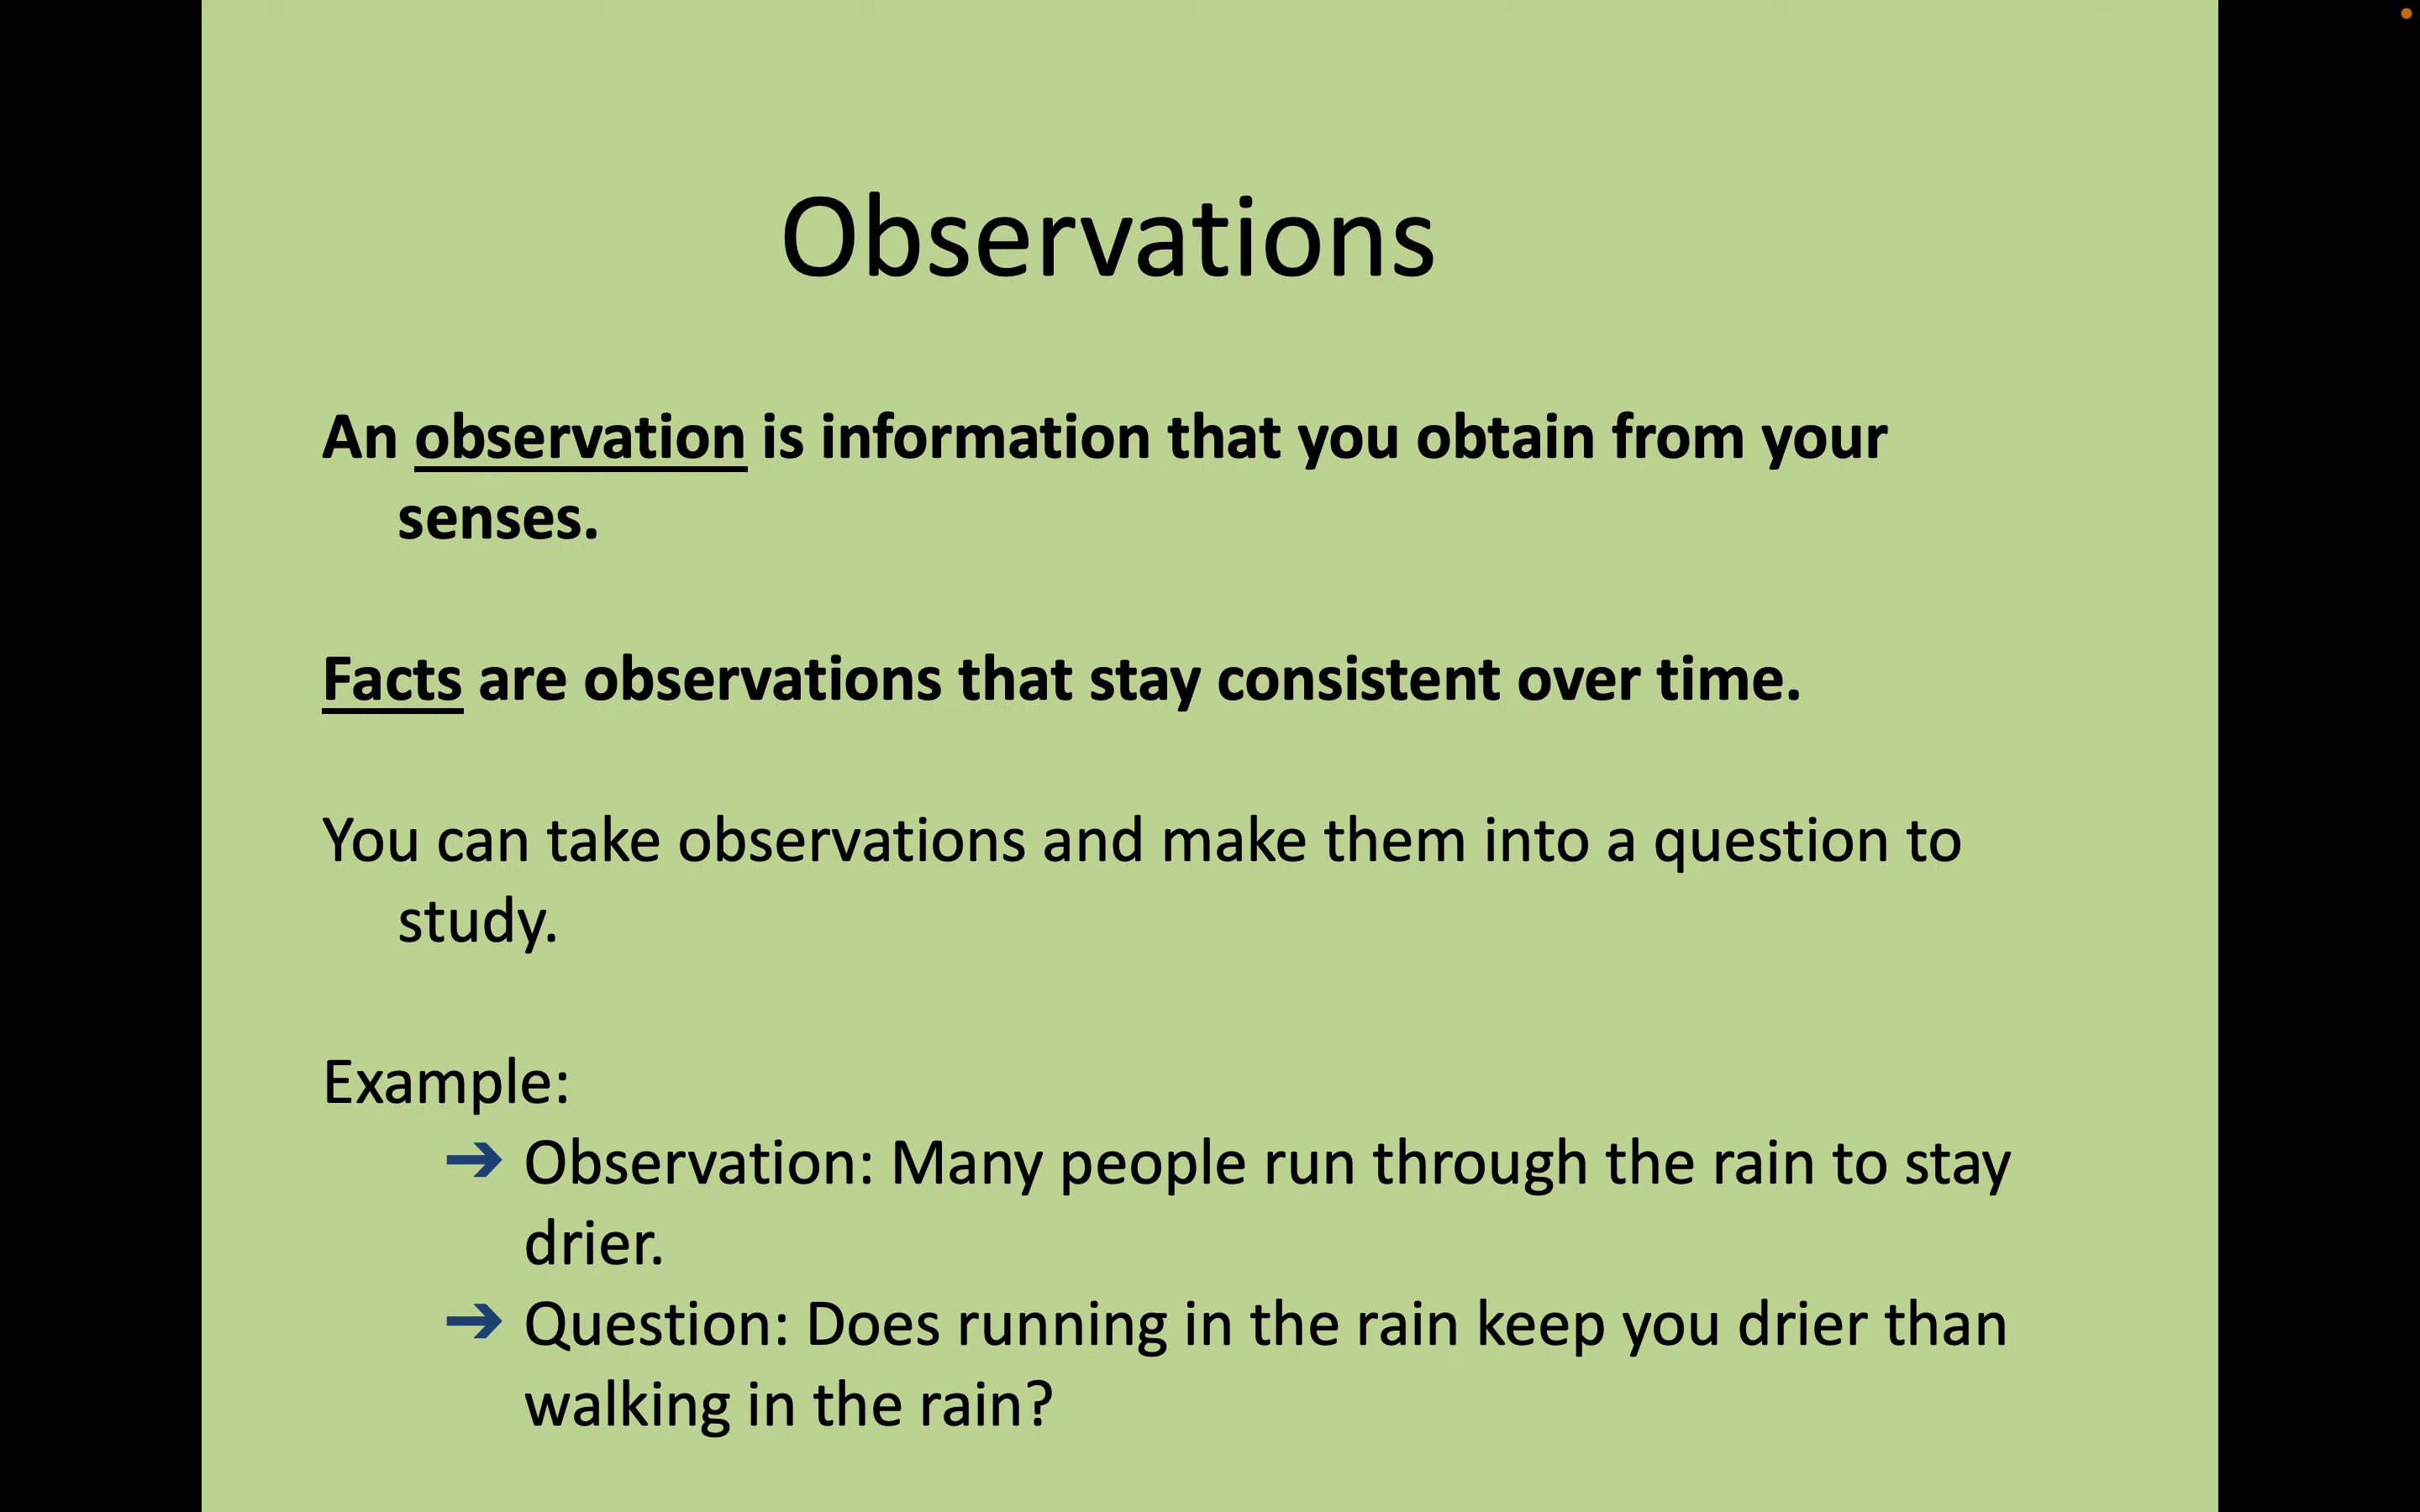 Observations
An observation is information that you obtain from your
senses.
Facts are observations that stay consistent over time.
You can take observations and make them into a question to
study.
Example:
➔ Observation: Many people run through the rain to stay
drier.
➔ Question: Does running in the rain keep you drier than
walking in the rain?